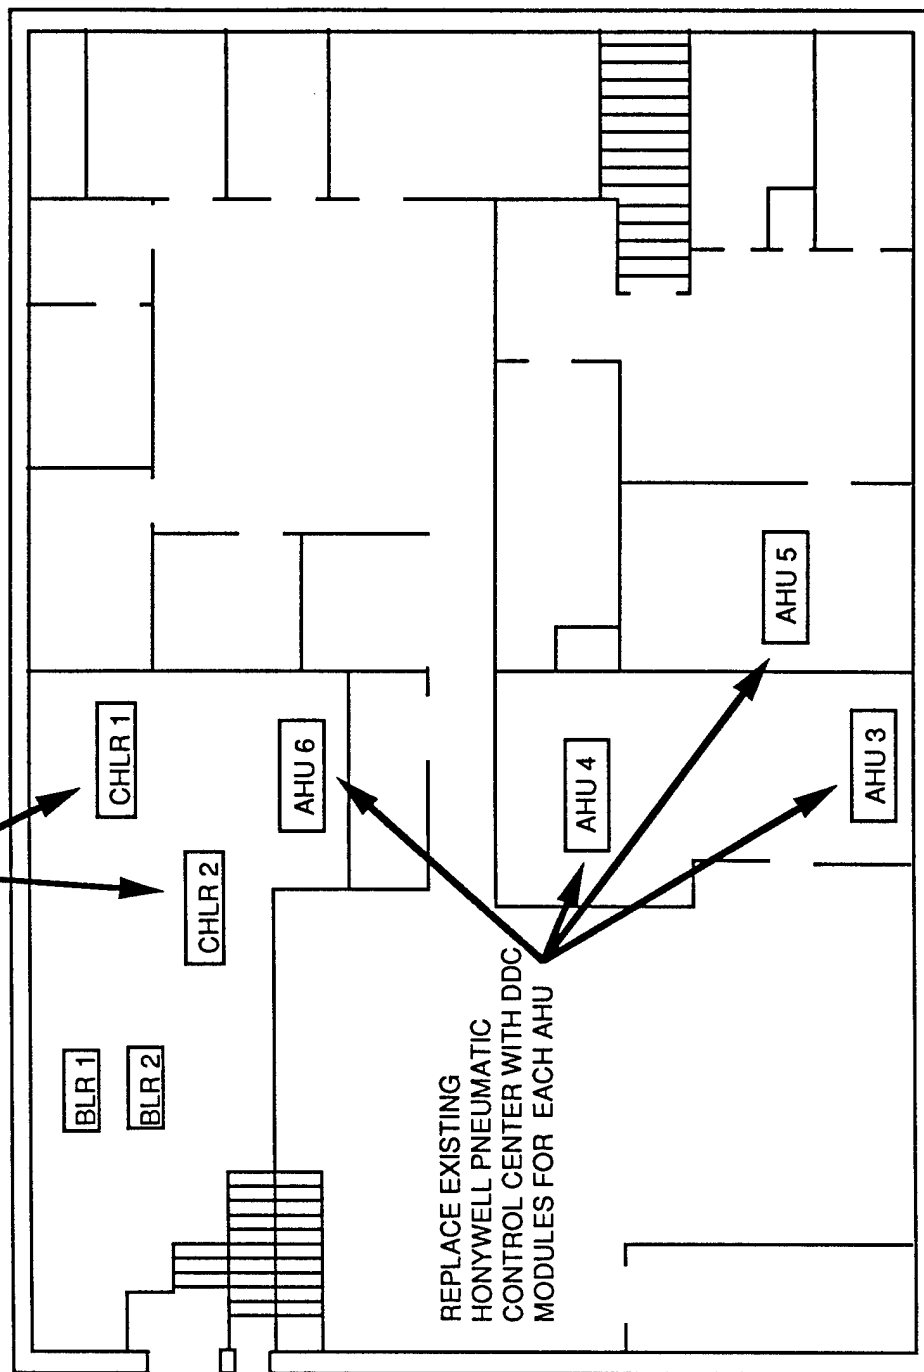 BLR 1
BLR 2
CHLR 2
CHLR 1
AHU 6
REPLACE EXISTING
HONYWELL PNEUMATIC
CONTROL CENTER WITH DDC
MODULES FOR EACH AHU
AHU 4
AHU 5
AHU 3